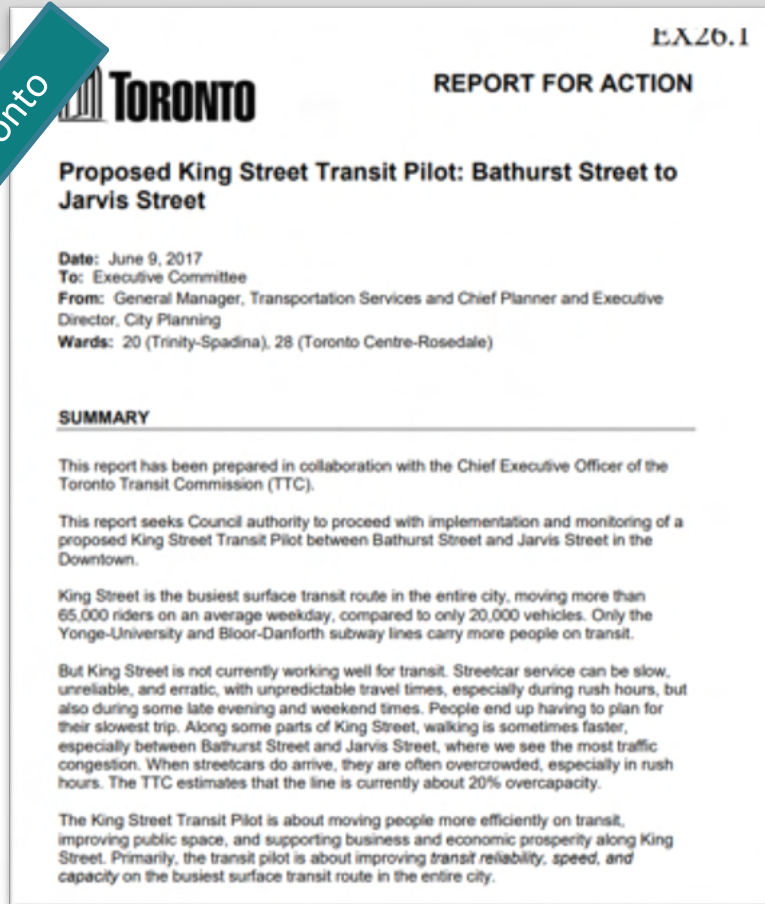 EX26.1
onto
TORONTO
REPORT FOR ACTION
Proposed King Street Transit Pilot: Bathurst Street to
Jarvis Street
Date: June 9, 2017
To: Executive Committee
From: General Manager, Transportation Services and Chief Planner and Executive
Director, City Planning
Wards: 20 (Trinity-Spadina), 28 (Toronto Centre-Rosedale)
SUMMARY
This report has been prepared in collaboration with the Chief Executive Officer of the
Toronto Transit Commission (TTC).
This report seeks Council authority to proceed with implementation and monitoring of a
proposed King Street Transit Pilot between Bathurst Street and Jarvis Street in the
Downtown.
King Street is the busiest surface transit route in the entire city, moving more than
65,000 riders on an average weekday, compared to only 20,000 vehicles. Only the
Yonge-University and Bloor-Danforth subway lines carry more people on transit.
But King Street is not currently working well for transit. Streetcar service can be slow,
unreliable, and erratic, with unpredictable travel times, especially during rush hours, but
also during some late evening and weekend times. People end up having to plan for
their slowest trip. Along some parts of King Street, walking is sometimes faster,
especially between Bathurst Street and Jarvis Street, where we see the most traffic
congestion. When streetcars do arrive, they are often overcrowded, especially in rush
hours. The TTC estimates that the line is currently about 20% overcapacity.
The King Street Transit Pilot is about moving people more efficiently on transit,
improving public space, and supporting business and economic prosperity along King
Street. Primarily, the transit pilot is about improving transit reliability, speed, and
capacity on the busiest surface transit route in the entire city.